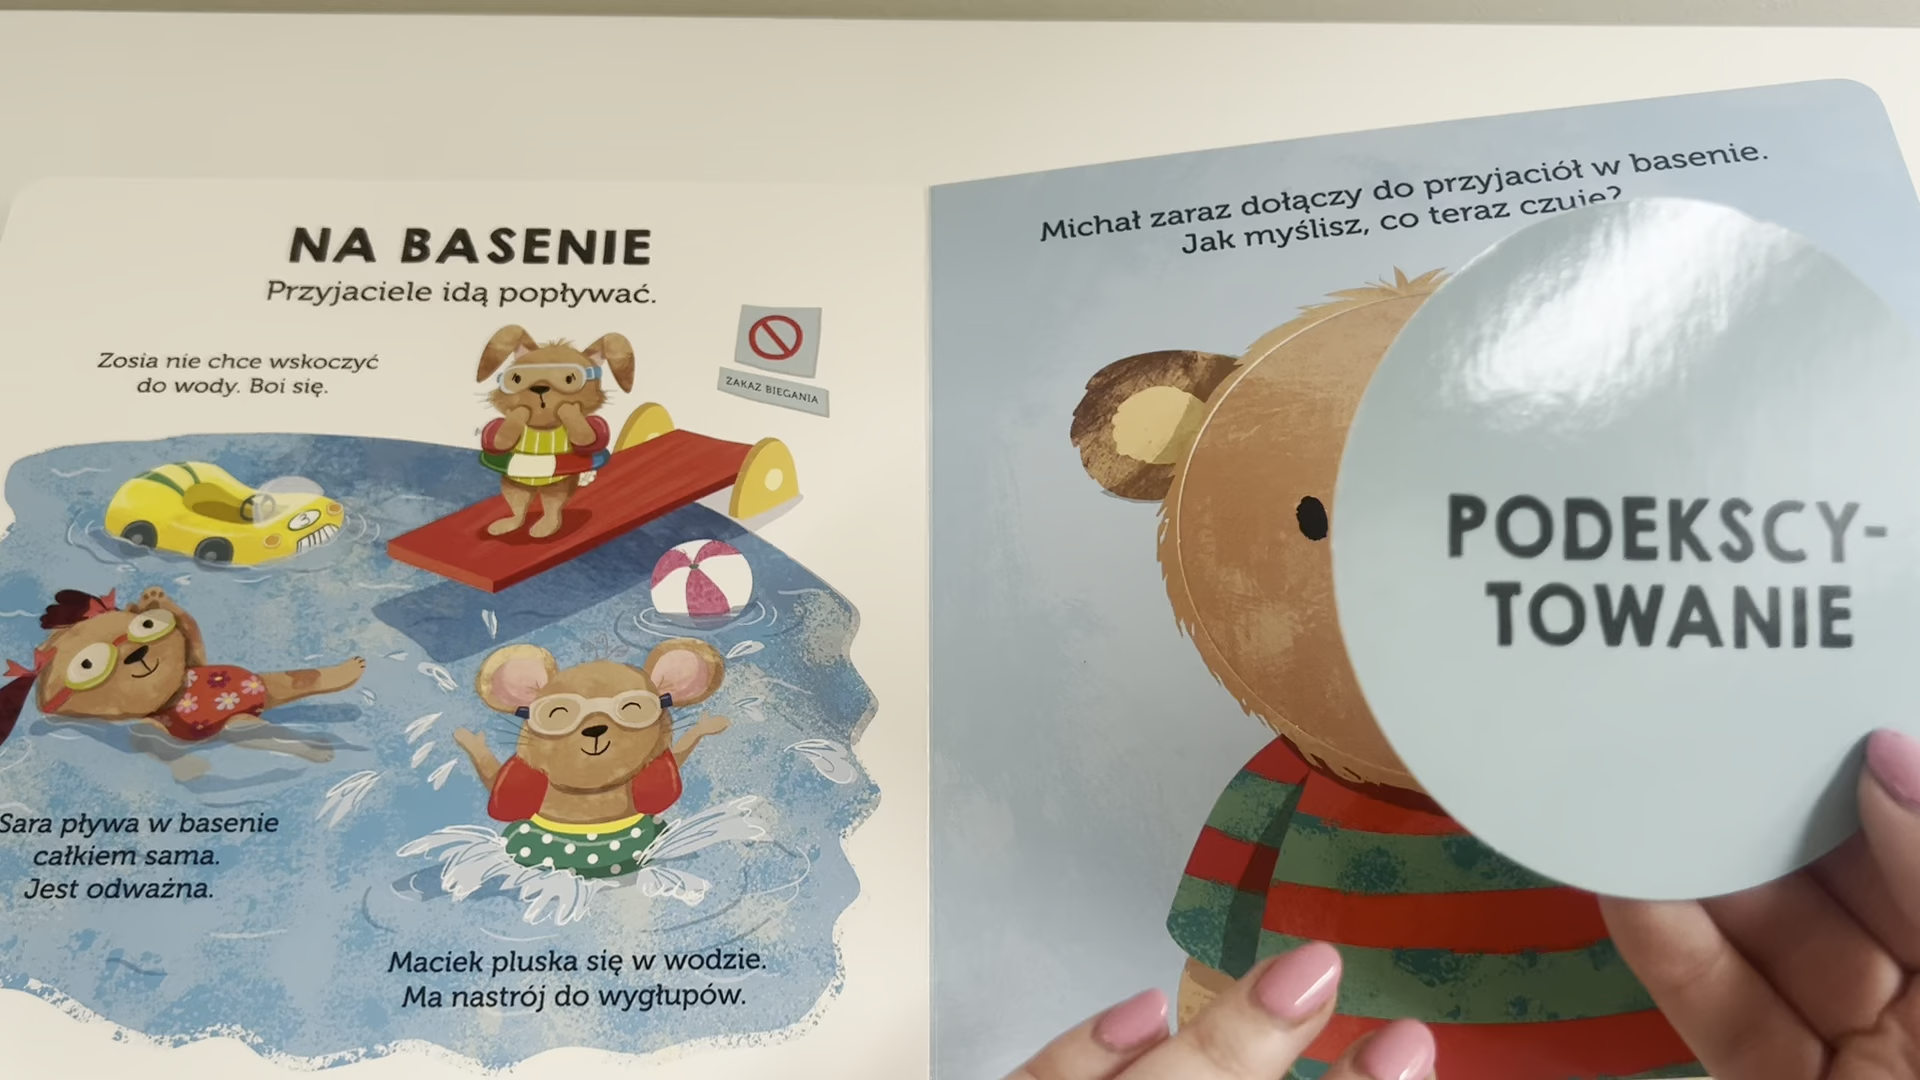 NA BASENIE
Przyjaciele idą popływać.
Zosia nie chce wskoczyć
do wody. Boi się.
ZAKAZ BIEGANIA
Sara pływa w basenie
całkiem sama.
Jest odważna.
Maciek pluska się w wodzie.
Ma nastrój do wygłupów.
Michał zaraz dołączy do przyjaciół w basenie.
Jak myślisz, co teraz czuje?
PODEKSCY-
TOWANIE